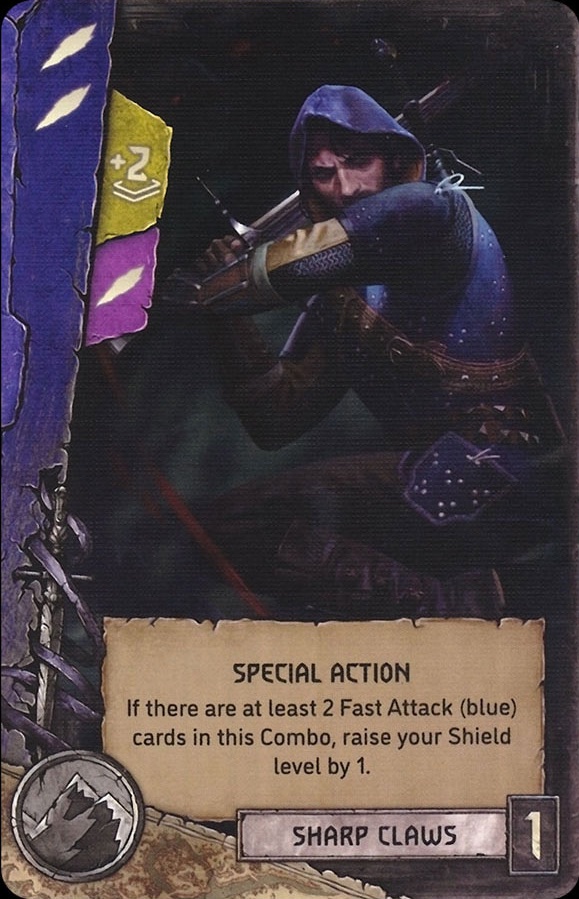 +2
SPECIAL ACTION
If there are at least 2 Fast Attack (blue)
cards in this Combo, raise your Shield
level by 1.
SHARP CLAWS
1